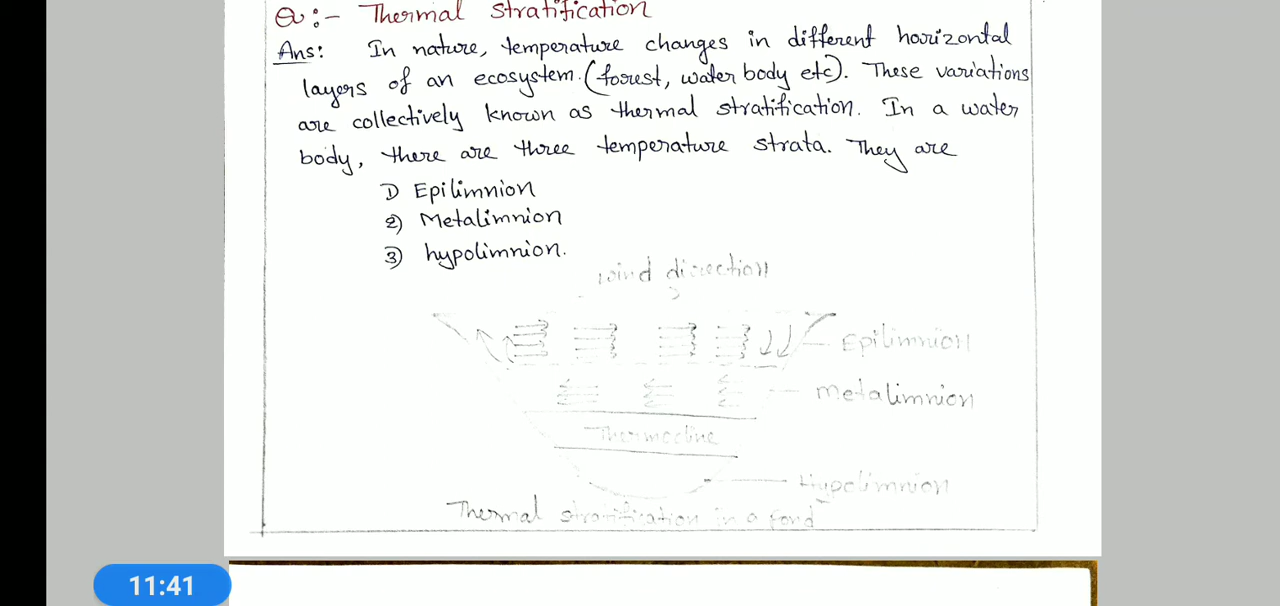 Q:- Thermal Stratification
Ans: In nature, temperature changes in different horizontal
layers of an ecosystem. (forest, water body etc). These variations
are collectively known as thermal stratification. In a water
body, there are three temperature strata. They are
1) Epilimnion
2) Metalimnion
3) hypolimnion.
wind direction
Epilimnion
Metalimnion
Thermocline
Hypolimnion
Thermal stratification in a Pond
11:41